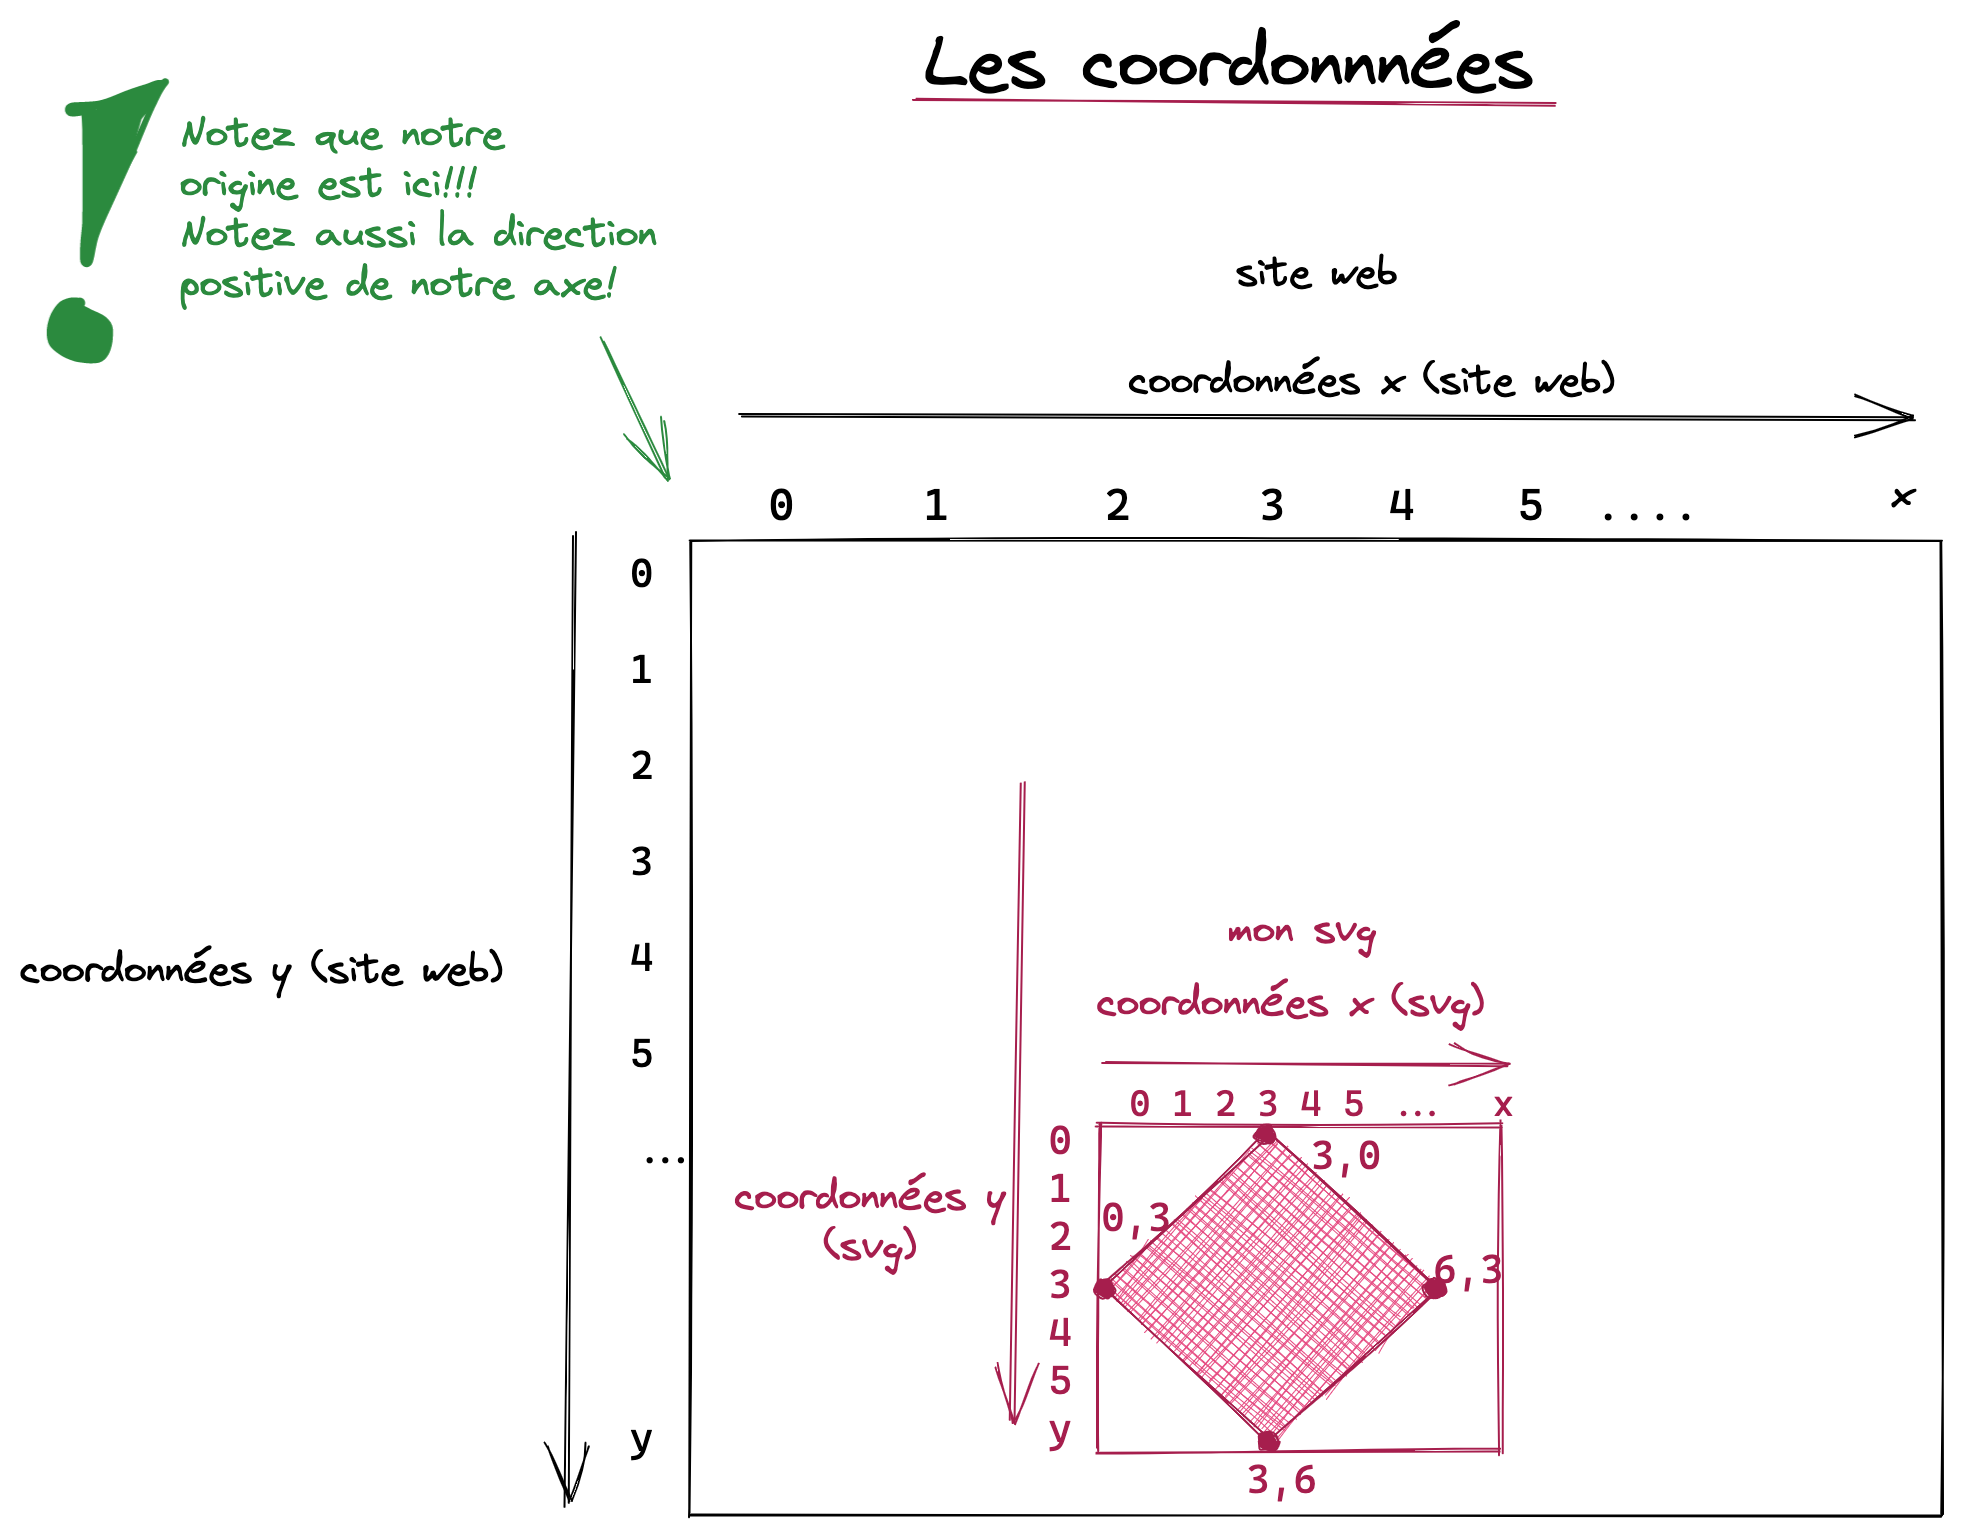 Les coordonnnées
Notez que notre
origine est ici!!!
Notez aussi la direction
positive de notre axe!
site web
coordonnées x (site web)
0 1 2 3 4 5 .... x
0
1
2
3
4
5
...
y
coordonnées y (site web)
mon svg
coordonnées x (svg)
0 1 2 3 4 5 ... x
0
1
2
3
4
5
y
coordonnées y
(svg)
3,0
0,3
6,3
3,6